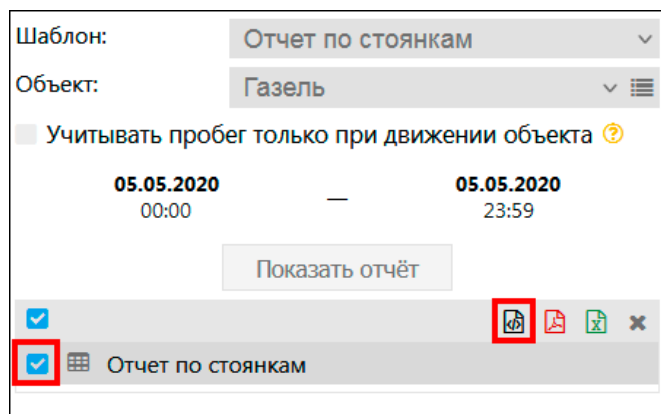 Шаблон: Отчет по стоянкам
Объект: Газель
Учитывать пробег только при движении объекта
05.05.2020 — 05.05.2020
00:00 23:59
Показать отчёт
Отчет по стоянкам